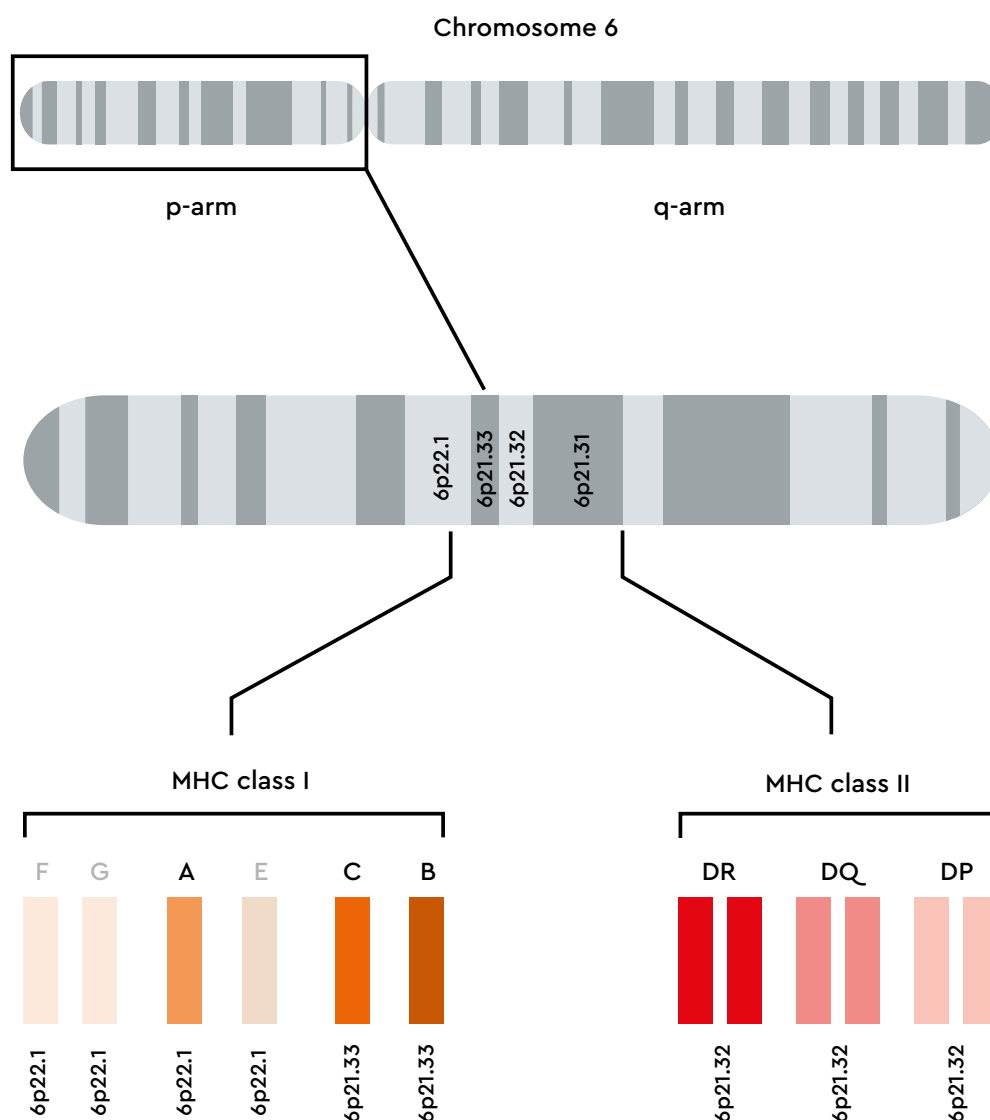 Chromosome 6
p-arm
q-arm
6p22.1
6p21.33
6p21.32
6p21.31
MHC class I
MHC class II
F G A E C B
DR DQ DP
6p22.1 6p22.1 6p22.1 6p22.1 6p21.33 6p21.33
6p21.32 6p21.32 6p21.32